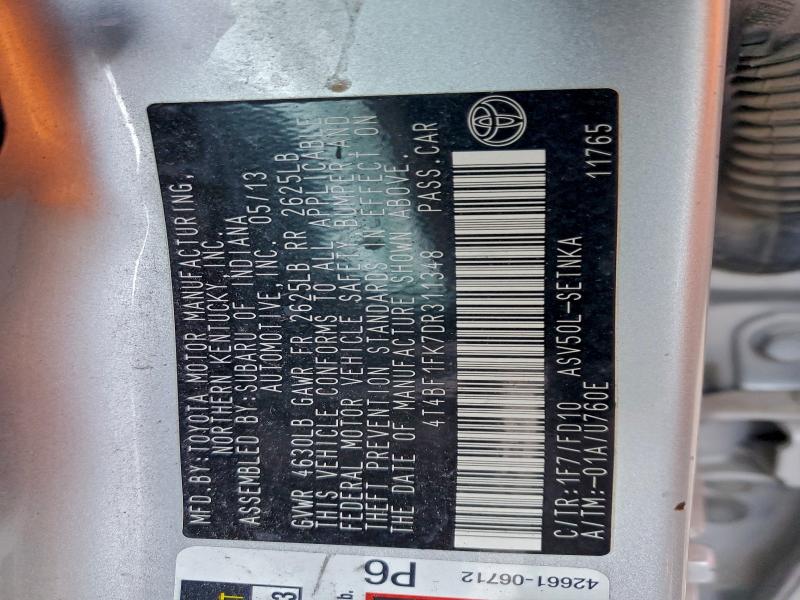 MFD.BY:TOYOTA MOTOR MANUFACTURING,
NORTHERN KENTUCKY,INC.
ASSEMBLED BY:SUBARU OF INDIANA
AUTOMOTIVE, INC. 05/13
GVWR 4630LB GAWR FR 2625LB RR 2625LB
THIS VEHICLE CONFORMS TO ALL APPLICABLE
FEDERAL MOTOR VEHICLE SAFETY, BUMPER AND
THEFT PREVENTION STANDARDS IN EFFECT ON
THE DATE OF MANUFACTURE SHOWN ABOVE.
4T4BF1FK7DR311348 PASS.CAR
C/TR:1F7/FD10 ASV50L-SETNKA
A/TM:-01A/U760E 11765
P6
42661-06712
3
b.